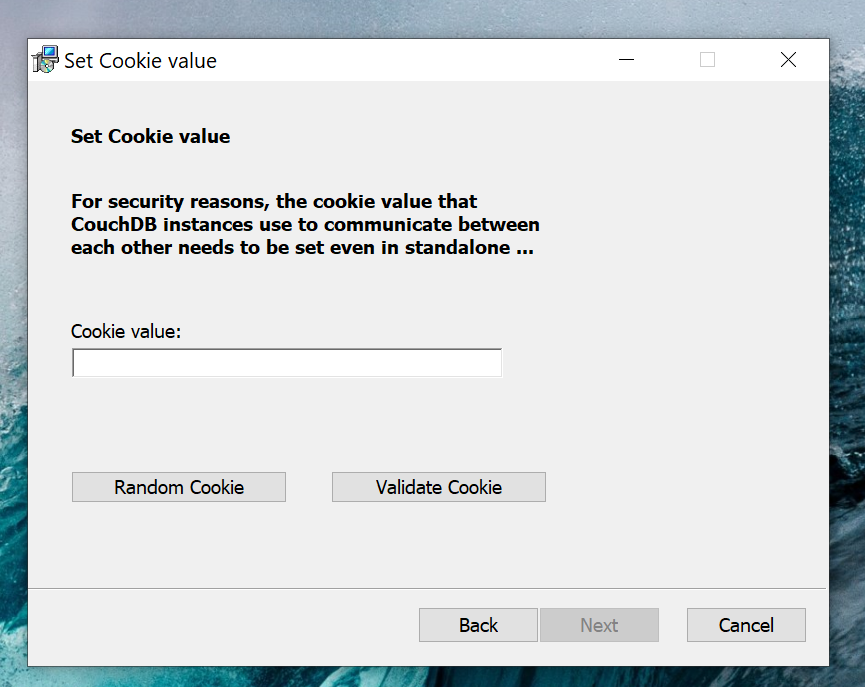 Set Cookie value
Set Cookie value
For security reasons, the cookie value that
CouchDB instances use to communicate between
each other needs to be set even in standalone ...
Cookie value:
Random Cookie
Validate Cookie
Back
Next
Cancel